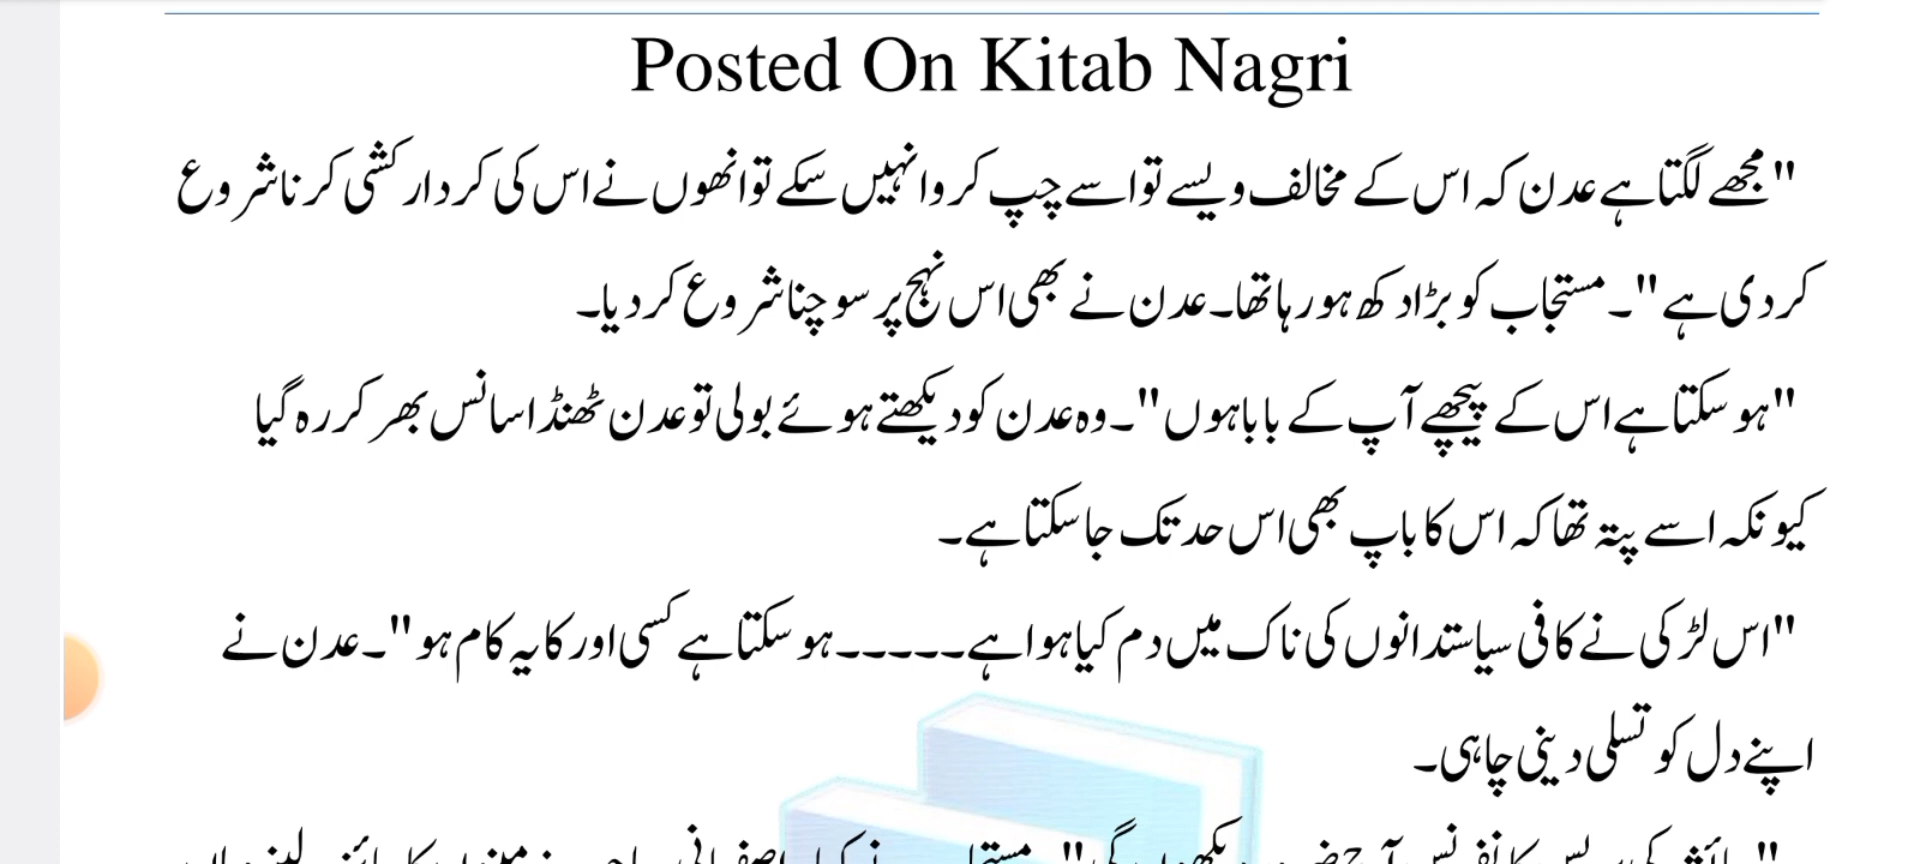 Posted On Kitab Nagri
"مجھے لگتا ہے عدن کہ اس کے مخالف ویسے تو اسے چپ کروا نہیں سکے تو انھوں نے اس کی کردار کشی کرنا شروع
کر دی ہے"۔ مستجاب کو بڑا دکھ ہو رہا تھا۔ عدن نے بھی اس نہج پر سوچنا شروع کر دیا۔
"ہو سکتا ہے اس کے پیچھے آپ کے بابا ہوں"۔ وہ عدن کو دیکھتے ہوئے بولی تو عدن ٹھنڈا سانس بھر کر رہ گیا
کیونکہ اسے پتہ تھا کہ اس کا باپ بھی اس حد تک جا سکتا ہے۔
"اس لڑکی نے کافی سیاستدانوں کی ناک میں دم کیا ہوا ہے۔۔۔۔۔ ہو سکتا ہے کسی اور کا یہ کام ہو"۔ عدن نے
اپنے دل کو تسلی دینی چاہی۔